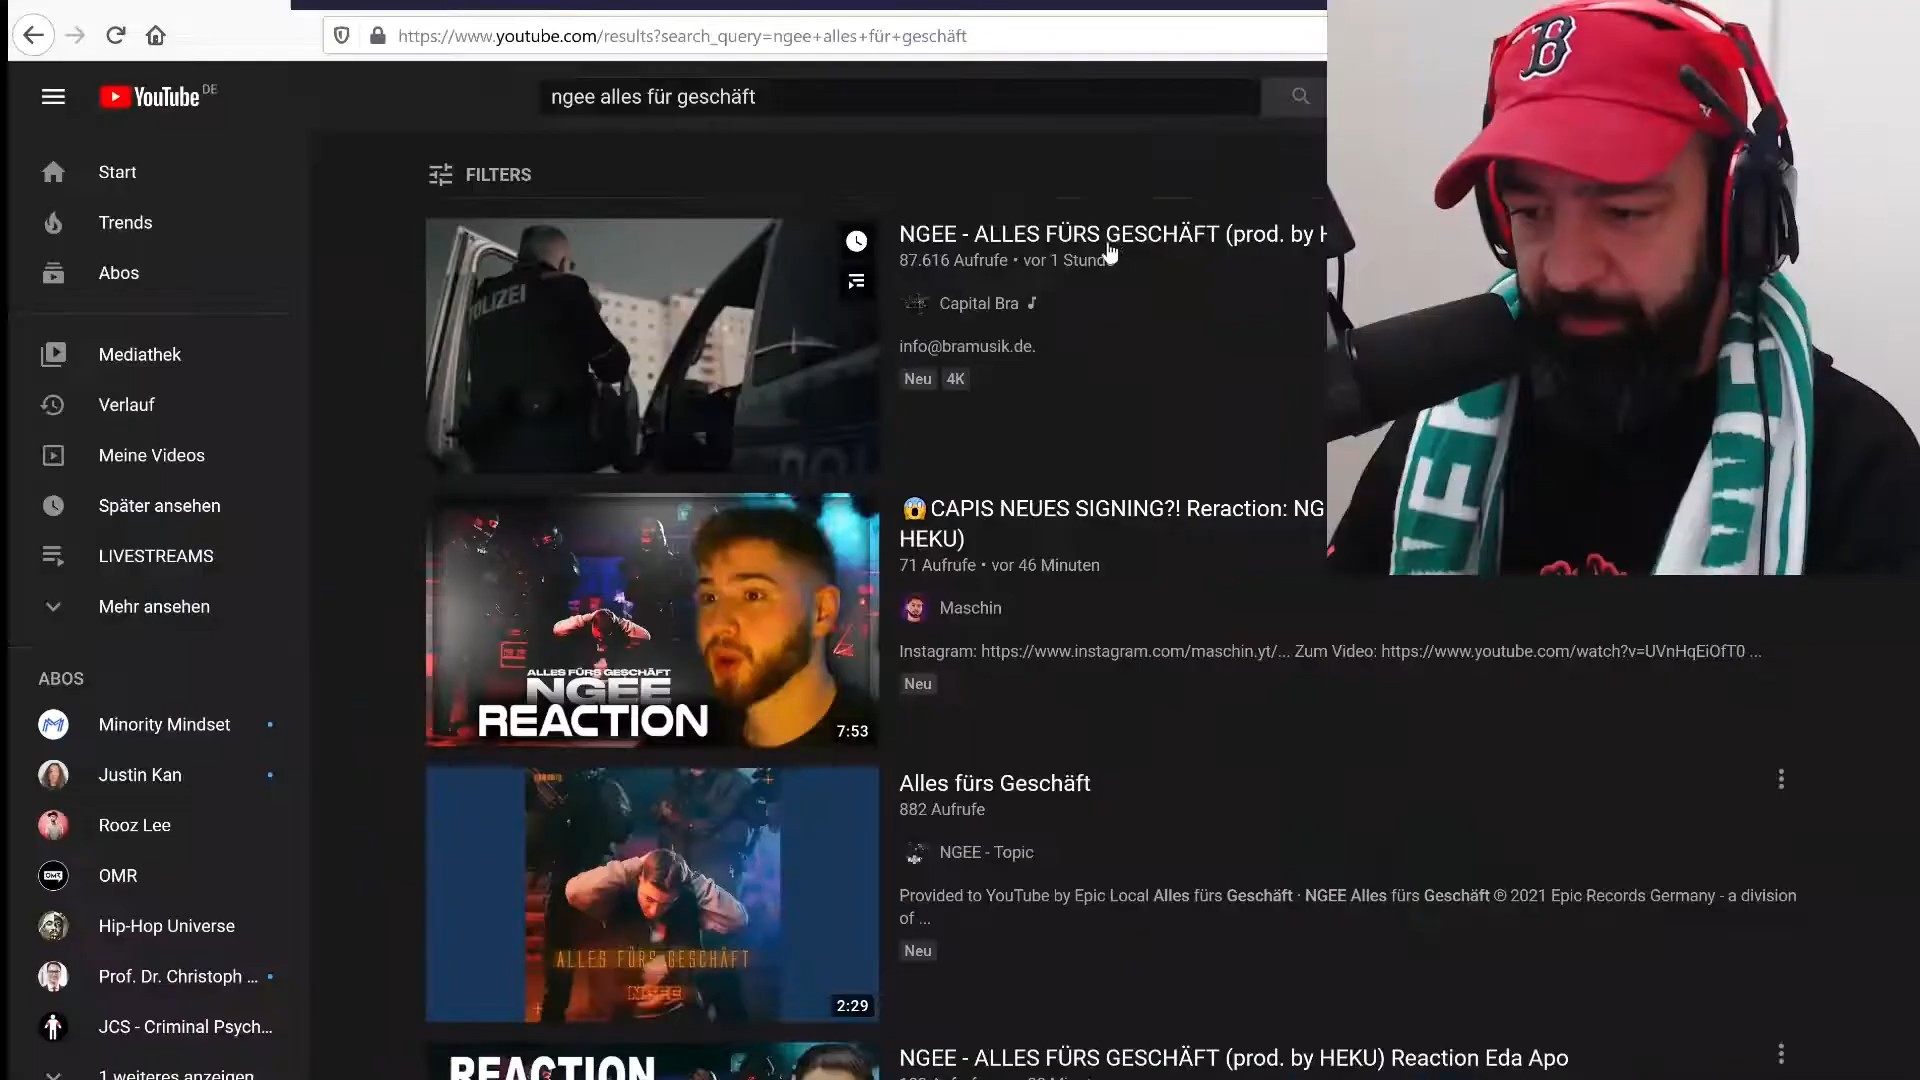 https://www.youtube.com/results?search_query=ngee+alles+für+geschäft
YouTube DE
ngee alles für geschäft
B
Start
Trends
Abos
Mediathek
Verlauf
Meine Videos
Später ansehen
LIVESTREAMS
Mehr ansehen
ABOS
Minority Mindset
Justin Kan
Rooz Lee
OMR
Hip-Hop Universe
Prof. Dr. Christoph ...
JCS - Criminal Psych...
1 weiteres anzeigen
FILTERS
POLIZEI
NGEE - ALLES FÜRS GESCHÄFT (prod. by H
87.616 Aufrufe • vor 1 Stunde
Capital Bra
info@bramusik.de.
Neu 4K
ALLES FÜRS GESCHÄFT
NGEE
REACTION
7:53
CAPIS NEUES SIGNING?! Reraction: NG
HEKU)
71 Aufrufe • vor 46 Minuten
Maschin
Instagram: https://www.instagram.com/maschin.yt/... Zum Video: https://www.youtube.com/watch?v=UVnHqEiOfT0 ...
Neu
ALLES FÜRS GESCHÄFT
NGEE
2:29
Alles fürs Geschäft
882 Aufrufe
NGEE - Topic
Provided to YouTube by Epic Local Alles fürs Geschäft · NGEE Alles fürs Geschäft ℗ 2021 Epic Records Germany - a division
of ...
Neu
REACTION
NGEE - ALLES FÜRS GESCHÄFT (prod. by HEKU) Reaction Eda Apo